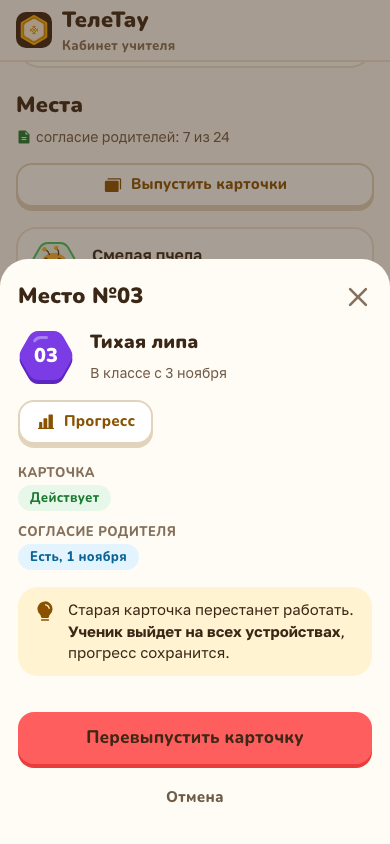 ТелеТау
Кабинет учителя
Места
согласие родителей: 7 из 24
Выпустить карточки
Смелая пчела
Место №03
03
Тихая липа
В классе с 3 ноября
Прогресс
КАРТОЧКА
Действует
СОГЛАСИЕ РОДИТЕЛЯ
Есть, 1 ноября
Старая карточка перестанет работать.
Ученик выйдет на всех устройствах,
прогресс сохранится.
Перевыпустить карточку
Отмена